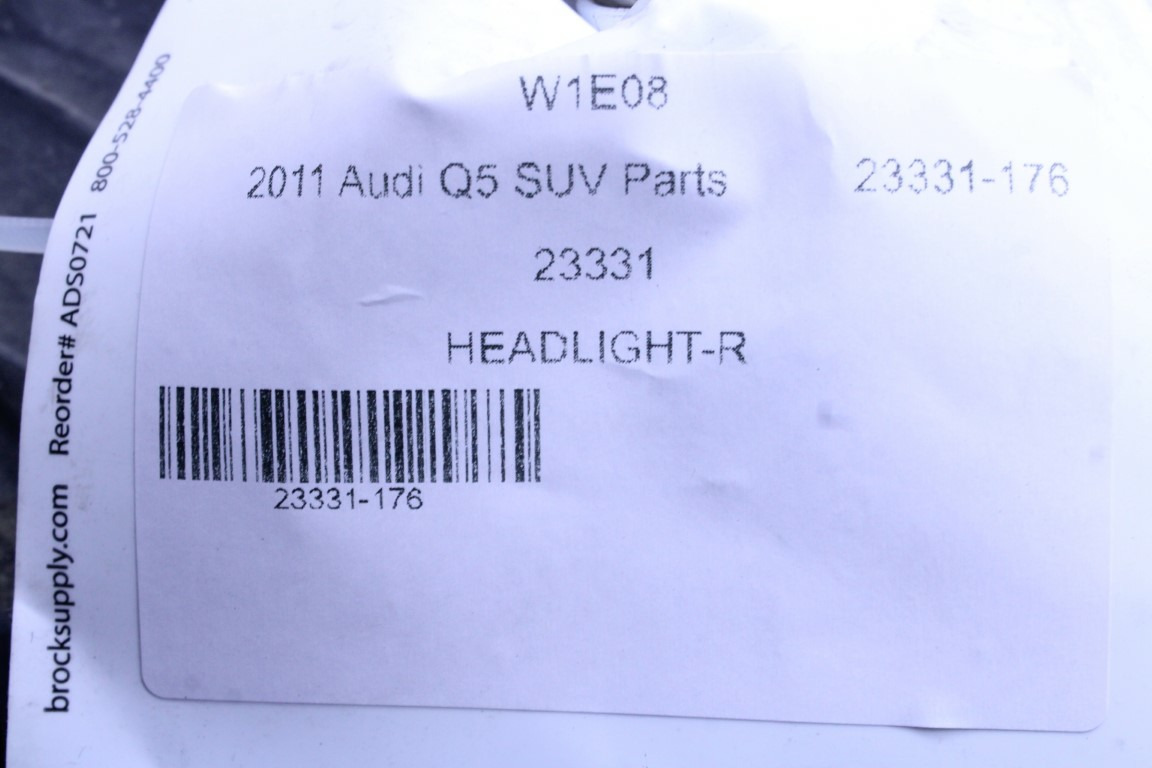 W1E08
2011 Audi Q5 SUV Parts 23331-176
23331
HEADLIGHT-R
23331-176
brocksupply.com Reorder# ADS0721 800-528-4400